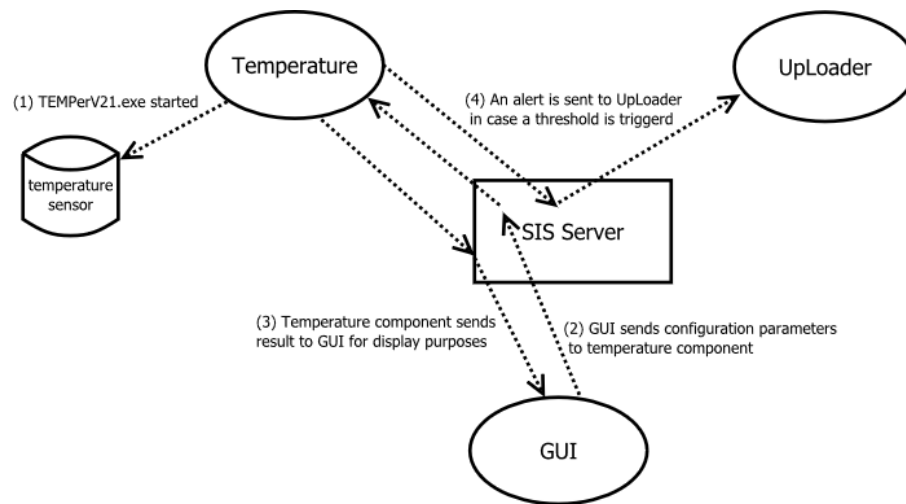 Temperature
UpLoader
(1) TEMPerV21.exe started
(4) An alert is sent to UpLoader
in case a threshold is triggerd
temperature
sensor
SIS Server
(3) Temperature component sends
result to GUI for display purposes
(2) GUI sends configuration parameters
to temperature component
GUI